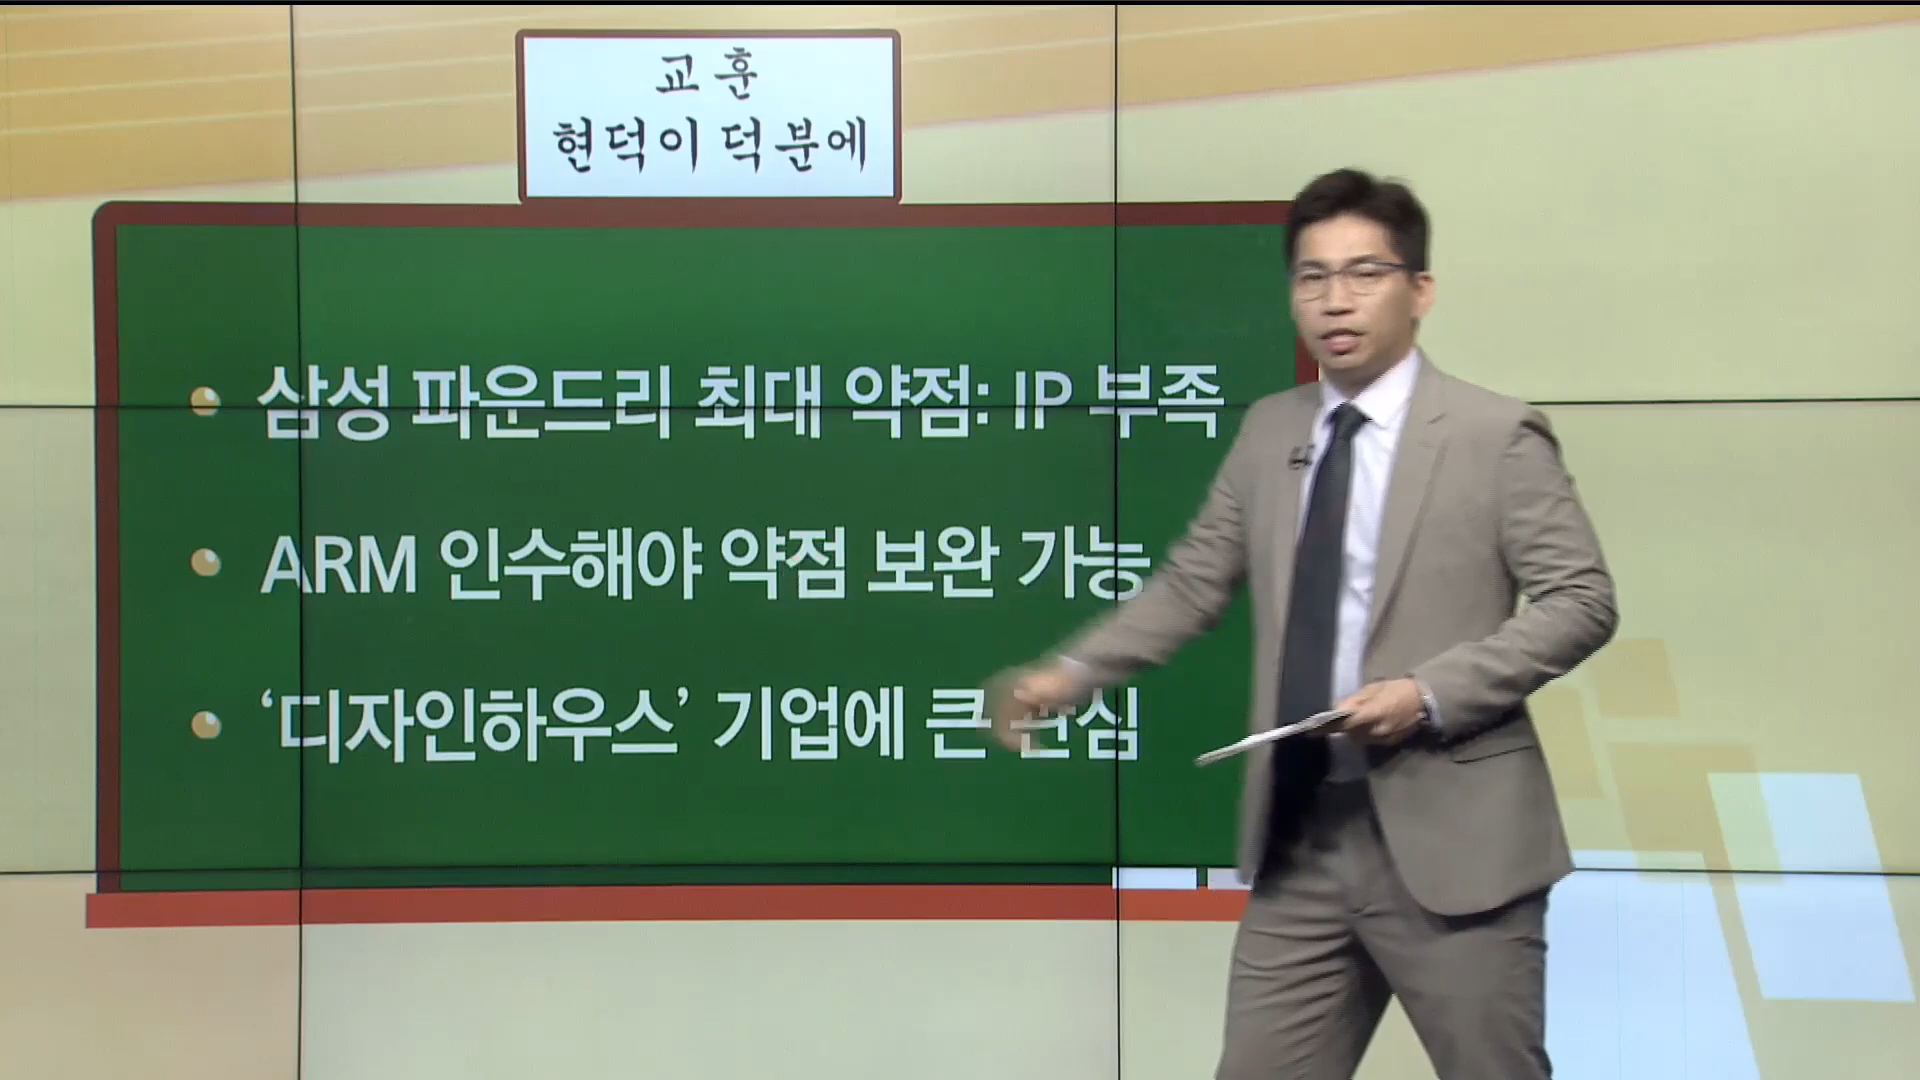 교훈
현덕이 덕분에
삼성 파운드리 최대 약점: IP 부족
ARM 인수해야 약점 보완 가능
‘디자인하우스’ 기업에 큰 관심